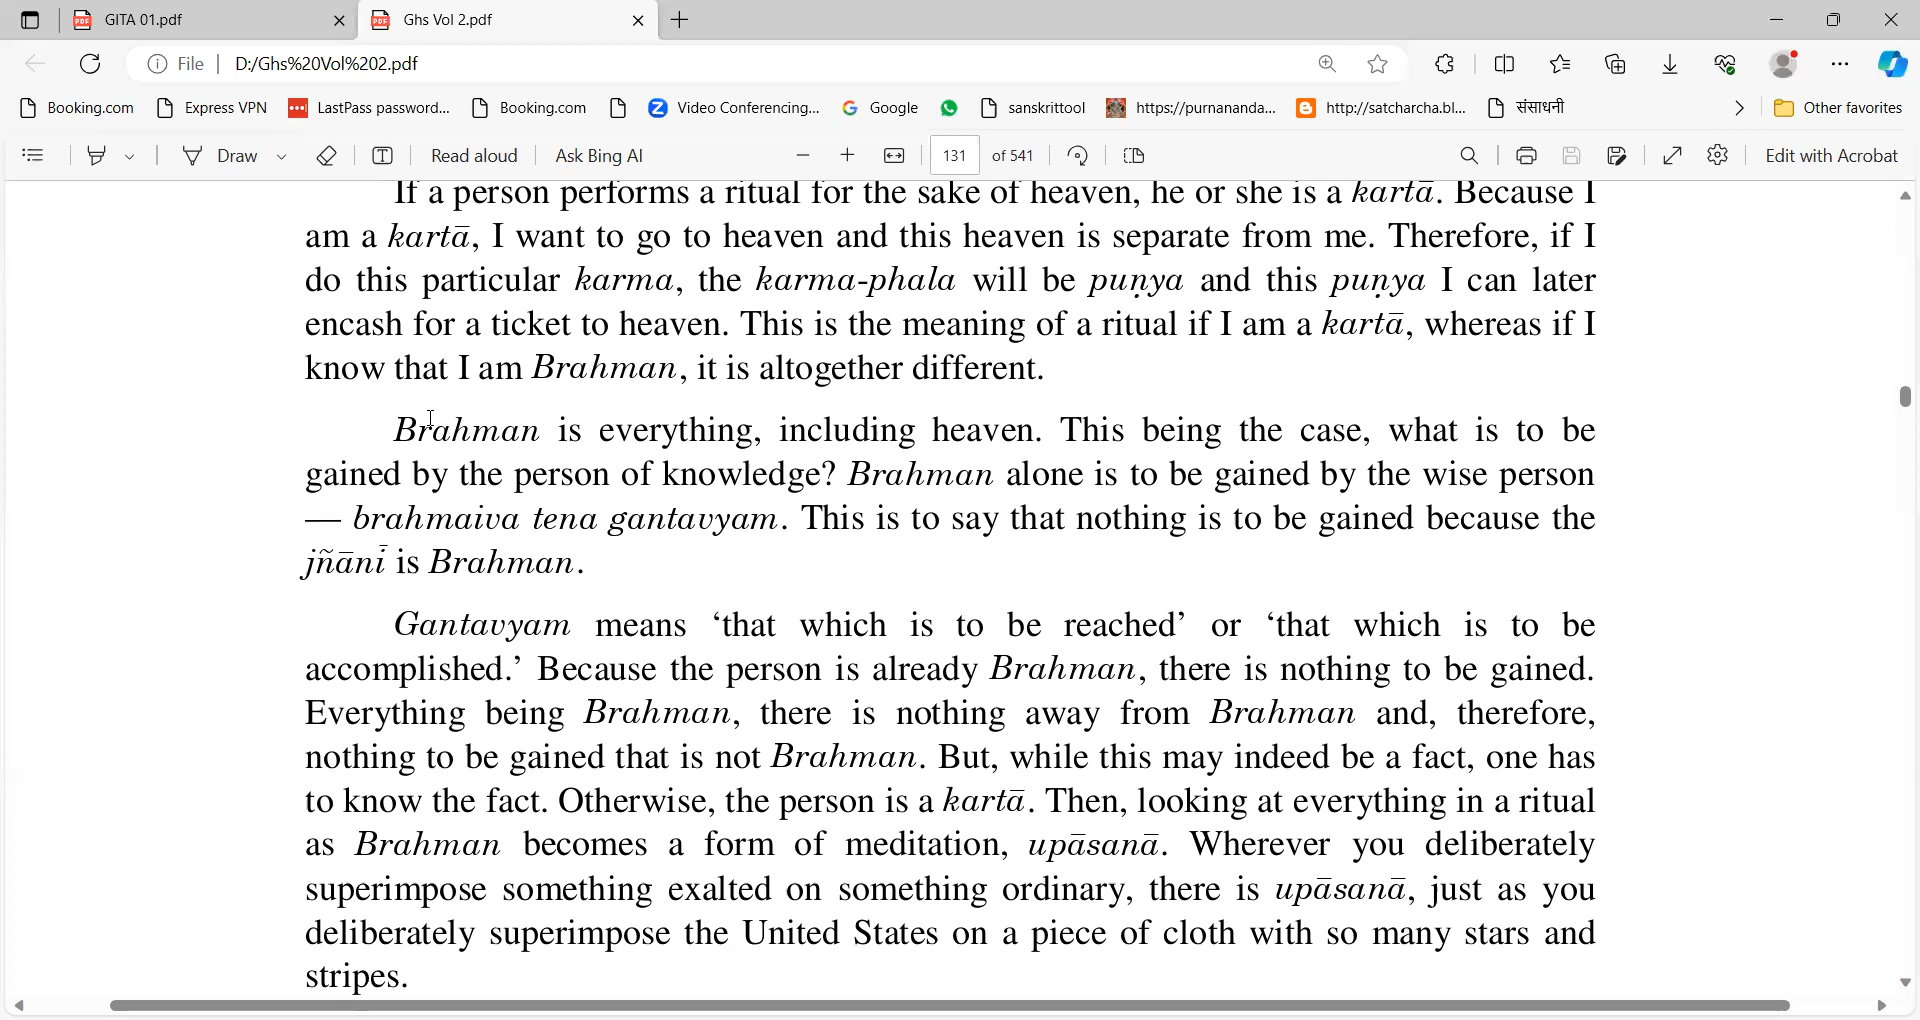 GITA 01.pdf
Ghs Vol 2.pdf
File | D:/Ghs%20Vol%202.pdf
Booking.com Express VPN LastPass password... Booking.com Video Conferencing... Google sanskrittool https://purnananda... http://satcharcha.bl... संसाधनी Other favorites
Draw Read aloud Ask Bing AI 131 of 541 Edit with Acrobat
If a person performs a ritual for the sake of heaven, he or she is a kartā. Because I
am a kartā, I want to go to heaven and this heaven is separate from me. Therefore, if I
do this particular karma, the karma-phala will be puṇya and this puṇya I can later
encash for a ticket to heaven. This is the meaning of a ritual if I am a kartā, whereas if I
know that I am Brahman, it is altogether different.
Brahman is everything, including heaven. This being the case, what is to be
gained by the person of knowledge? Brahman alone is to be gained by the wise person
— brahmaiva tena gantavyam. This is to say that nothing is to be gained because the
jñānī is Brahman.
Gantavyam means ‘that which is to be reached’ or ‘that which is to be
accomplished.’ Because the person is already Brahman, there is nothing to be gained.
Everything being Brahman, there is nothing away from Brahman and, therefore,
nothing to be gained that is not Brahman. But, while this may indeed be a fact, one has
to know the fact. Otherwise, the person is a kartā. Then, looking at everything in a ritual
as Brahman becomes a form of meditation, upāsanā. Wherever you deliberately
superimpose something exalted on something ordinary, there is upāsanā, just as you
deliberately superimpose the United States on a piece of cloth with so many stars and
stripes.